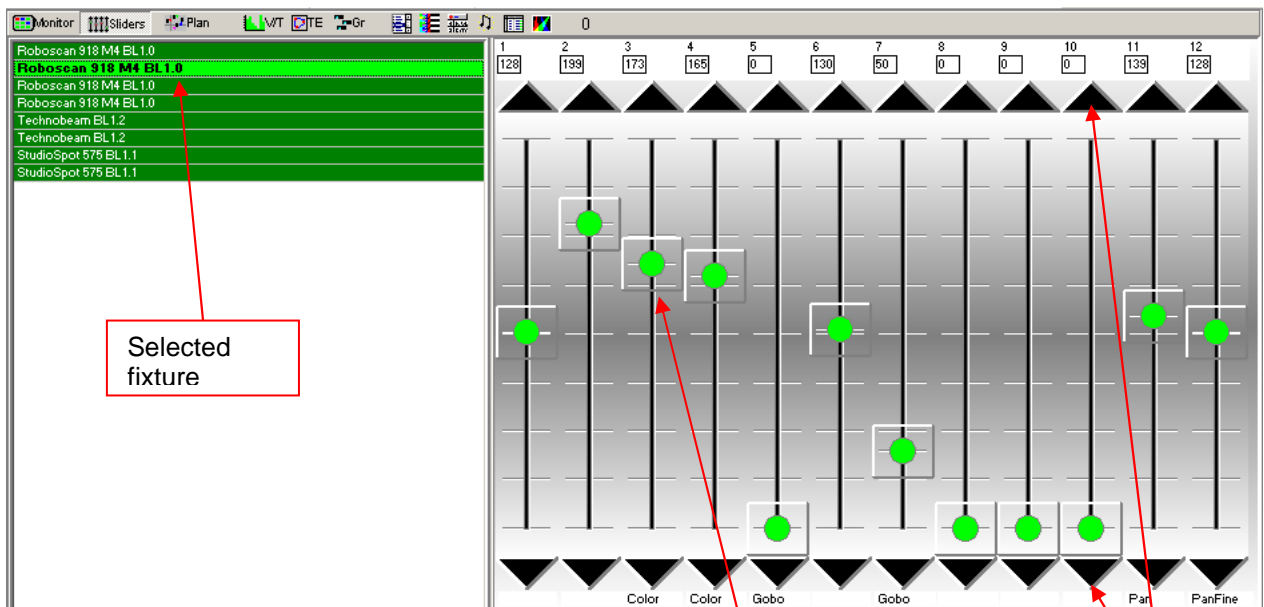 Monitor Sliders Plan V/T TE Gr 0
Roboscan 918 M4 BL1.0
Roboscan 918 M4 BL1.0
Roboscan 918 M4 BL1.0
Roboscan 918 M4 BL1.0
Technobeam BL1.2
Technobeam BL1.2
StudioSpot 575 BL1.1
StudioSpot 575 BL1.1
Selected
fixture
1 2 3 4 5 6 7 8 9 10 11 12
128 199 173 165 0 130 50 0 0 0 139 128
Color Color Gobo Gobo Pan PanFine